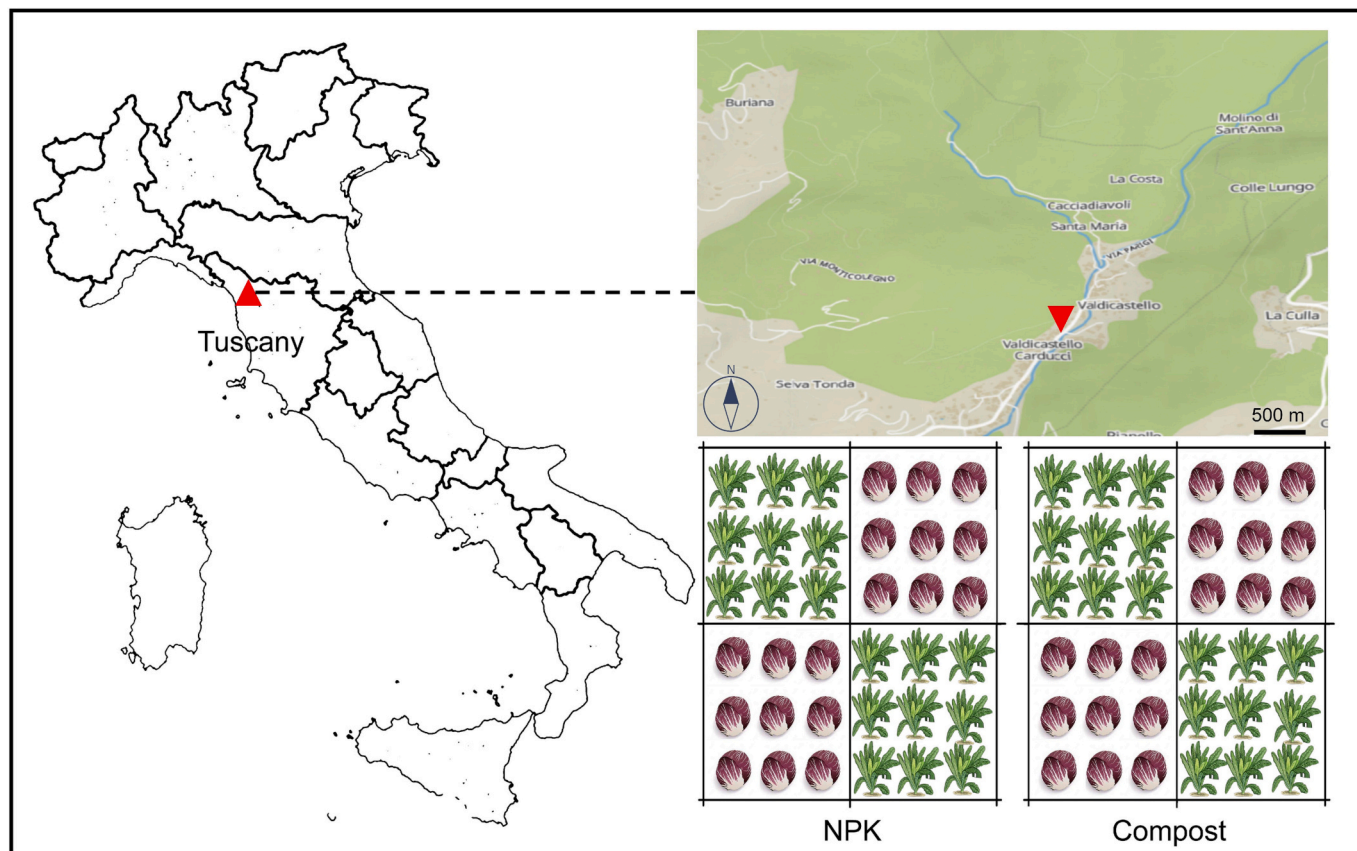 Tuscany
Buriana
Molino di
Sant'Anna
La Costa
Colle Lungo
Cacciadiavoli
Santa Maria
VIA PARIGI
VIA MONTICOLEGNO
Valdicastello
La Culla
Valdicastello
Carducci
Seiva Tonda
N
500 m
NPK
Compost